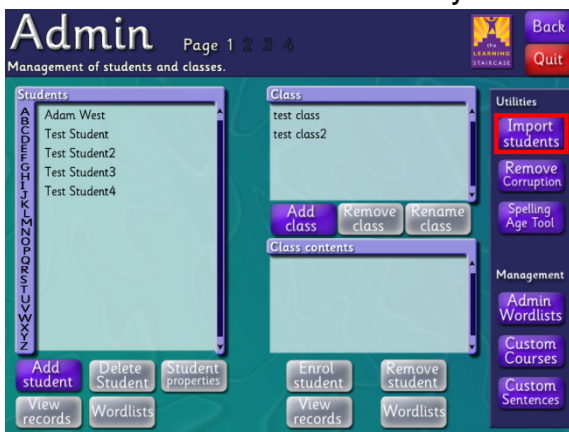 Admin Page 1 2 3 4
Management of students and classes.
the
LEARNING
STAIRCASE
Back
Quit
Students
A
B
C
D
E
F
G
H
I
J
K
L
M
N
O
P
Q
R
S
T
U
V
W
X
Y
Z
Adam West
Test Student
Test Student2
Test Student3
Test Student4
Add
student
Delete
Student
Student
properties
View
records
Wordlists
Class
test class
test class2
Add
class
Remove
class
Rename
class
Class contents
Enrol
student
Remove
student
View
records
Wordlists
Utilities
Import
students
Remove
Corruption
Spelling
Age Tool
Management
Admin
Wordlists
Custom
Courses
Custom
Sentences